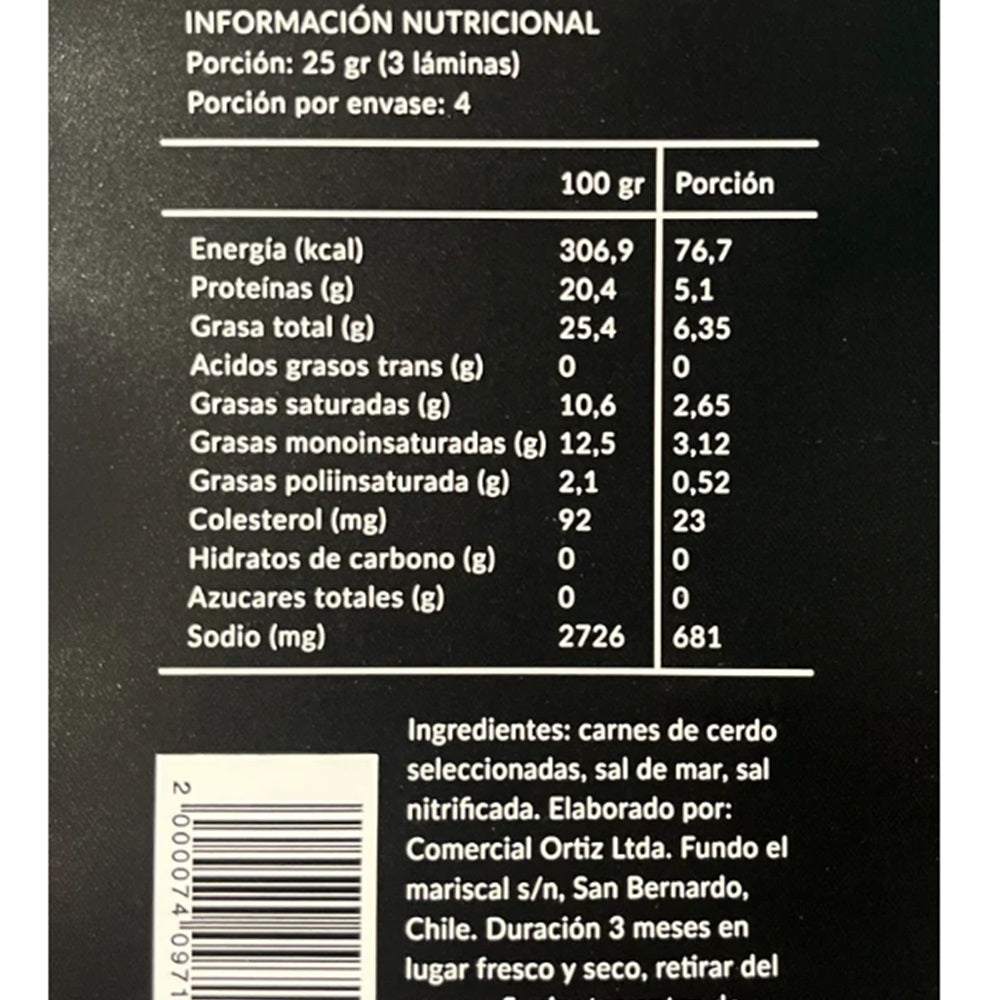 INFORMACIÓN NUTRICIONAL
Porción: 25 gr (3 láminas)
Porción por envase: 4
100 gr Porción
Energía (kcal) 306,9 76,7
Proteínas (g) 20,4 5,1
Grasa total (g) 25,4 6,35
Acidos grasos trans (g) 0 0
Grasas saturadas (g) 10,6 2,65
Grasas monoinsaturadas (g) 12,5 3,12
Grasas poliinsaturada (g) 2,1 0,52
Colesterol (mg) 92 23
Hidratos de carbono (g) 0 0
Azucares totales (g) 0 0
Sodio (mg) 2726 681
Ingredientes: carnes de cerdo
seleccionadas, sal de mar, sal
nitrificada. Elaborado por:
Comercial Ortiz Ltda. Fundo el
mariscal s/n, San Bernardo,
Chile. Duración 3 meses en
lugar fresco y seco, retirar del
2 000074 0971